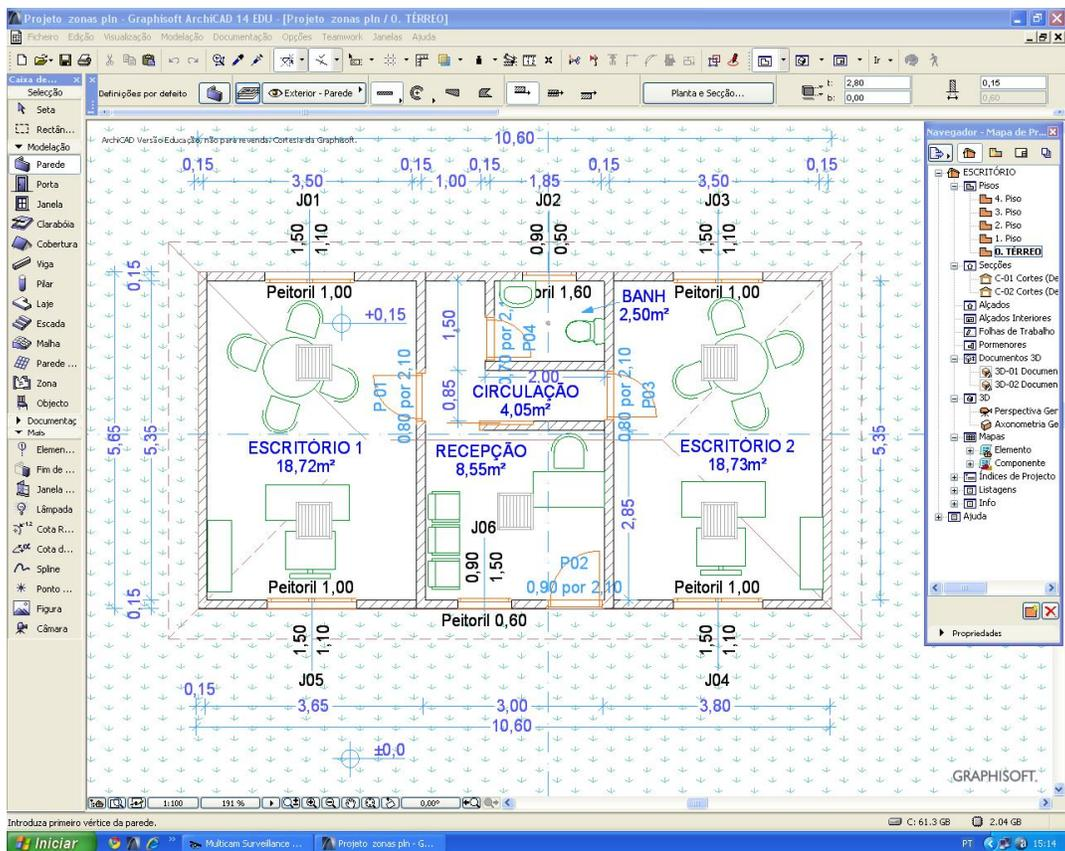 Projeto zonas pln - Graphisoft ArchiCAD 14 EDU - [Projeto zonas pln / 0. TÉRREO]
Ficheiro Edição Visualização Modelação Documentação Opções Teamwork Janelas Ajuda
Caixa de...
Selecção
Seta
Rectân...
Modelação
Parede
Porta
Janela
Clarabóia
Cobertura
Viga
Pilar
Laje
Escada
Malha
Parede ...
Zona
Objecto
Documentaç
Mais
Elemen...
Fim de ...
Janela ...
Lâmpada
Cota R...
Cota d...
Spline
Ponto ...
Figura
Câmara
Definições por defeito
Exterior - Parede
Planta e Secção...
t: 2,80
b: 0,00
0,15
0,60
Ir
ArchiCAD Versão Educação, não para revenda. Cortesia da Graphisoft.
10,60
0,15 0,15 0,15 0,15 0,15
3,50 1,00 1,85 3,50
J01 J02 J03
1,50 1,10 0,90 0,50 1,50 1,10
0,15
Peitoril 1,00
oril 1,60
BANH
2,50m²
Peitoril 1,00
+0,15
1,50
0,70 por 2,
P04
P01
0,80 por 2,10
0,85
2,00
CIRCULAÇÃO
4,05m²
0,80 por 2,10
P03
5,65 5,35
ESCRITÓRIO 1
18,72m²
RECEPÇÃO
8,55m²
ESCRITÓRIO 2
18,73m²
5,35
2,85
J06
0,90 1,50
P02
0,90 por 2,10
0,15
Peitoril 1,00
Peitoril 1,00
Peitoril 0,60
1,50 1,10 1,50 1,10
J05 J04
0,15
3,65 3,00 3,80
10,60
±0,0
GRAPHISOFT.
Navegador - Mapa de Pr...
ESCRITÓRIO
Pisos
4. Piso
3. Piso
2. Piso
1. Piso
0. TÉRREO
Secções
C-01 Cortes (De
C-02 Cortes (De
Alçados
Alçados Interiores
Folhas de Trabalho
Pormenores
Documentos 3D
3D-01 Documen
3D-02 Documen
3D
Perspectiva Ger
Axonometria Ge
Mapas
Elemento
Componente
Índices de Projecto
Listagens
Info
Ajuda
Propriedades
1:100 191 % 0,00°
Introduza primeiro vértice da parede.
C: 61.3 GB 2.04 GB
Iniciar Multicam Surveillance ... Projeto zonas pln - G... PT 15:14